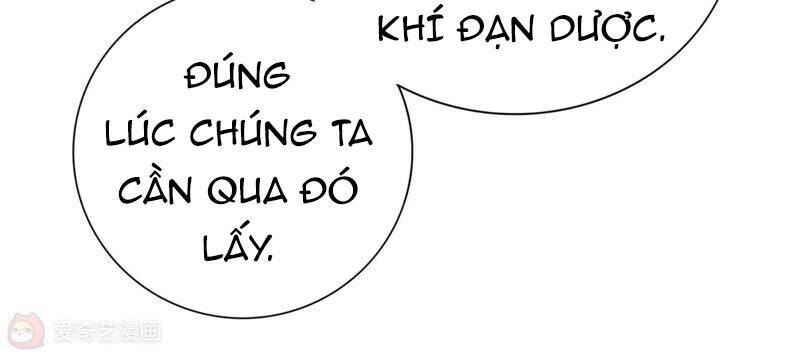 KHÍ ĐẠN DƯỢC.
ĐÚNG
LÚC CHÚNG TA
CẦN QUA ĐÓ
LẤY.
爱奇艺漫画